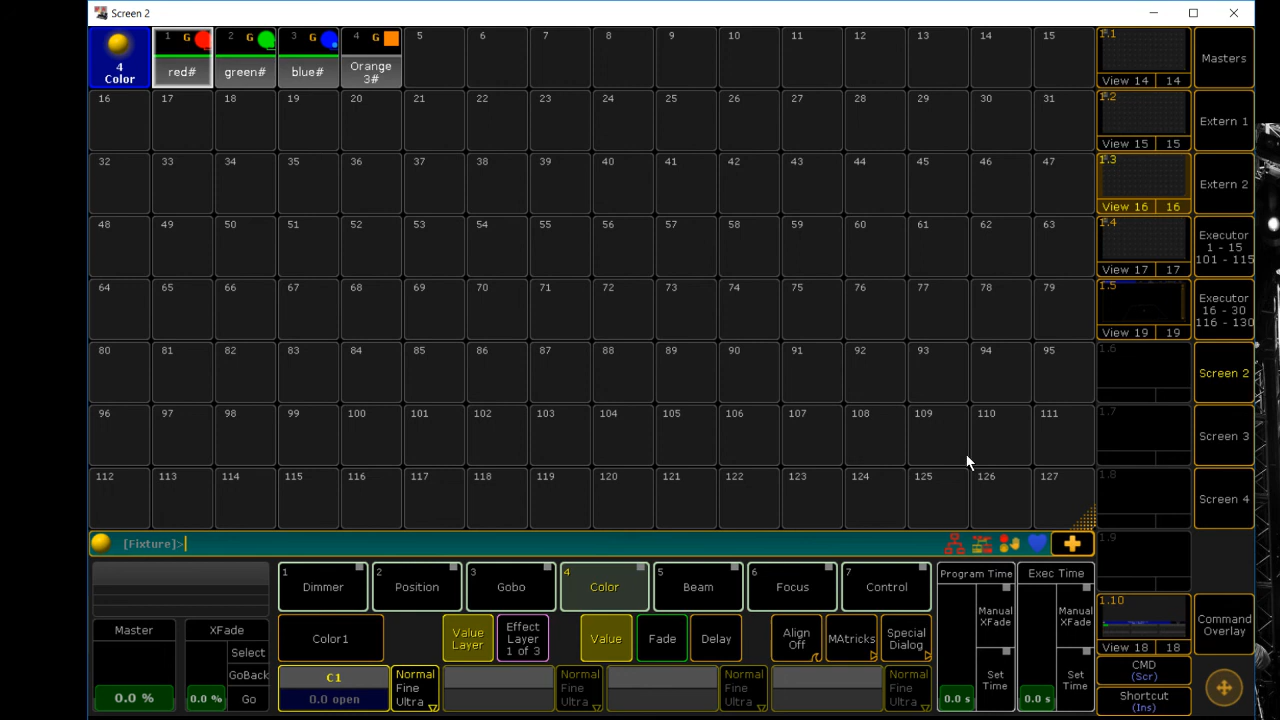 Screen 2
4
Color
1 G
red#
2 G
green#
3 G
blue#
4 G
Orange
3#
5 6 7 8 9 10 11 12 13 14 15
16 17 18 19 20 21 22 23 24 25 26 27 28 29 30 31
32 33 34 35 36 37 38 39 40 41 42 43 44 45 46 47
48 49 50 51 52 53 54 55 56 57 58 59 60 61 62 63
64 65 66 67 68 69 70 71 72 73 74 75 76 77 78 79
80 81 82 83 84 85 86 87 88 89 90 91 92 93 94 95
96 97 98 99 100 101 102 103 104 105 106 107 108 109 110 111
112 113 114 115 116 117 118 119 120 121 122 123 124 125 126 127
1.1
View 14 14
1.2
View 15 15
1.3
View 16 16
1.4
View 17 17
1.5
View 19 19
1.6
1.7
1.8
1.9
1.10
View 18 18
CMD
(Scr)
Shortcut
(Ins)
Masters
Extern 1
Extern 2
Executor
1 - 15
101 - 115
Executor
16 - 30
116 - 130
Screen 2
Screen 3
Screen 4
Command
Overlay
[Fixture]>
1 Dimmer
2 Position
3 Gobo
4 Color
5 Beam
6 Focus
7 Control
Program Time
Exec Time
Master
0.0 %
XFade
Select
GoBack
0.0 %
Go
Color1
Value
Layer
Effect
Layer
1 of 3
Value
Fade
Delay
Align
Off
MAtricks
Special
Dialog
Manual
XFade
Manual
XFade
C1
0.0 open
Normal
Fine
Ultra
Normal
Fine
Ultra
Normal
Fine
Ultra
Normal
Fine
Ultra
0.0 s
Set
Time
0.0 s
Set
Time